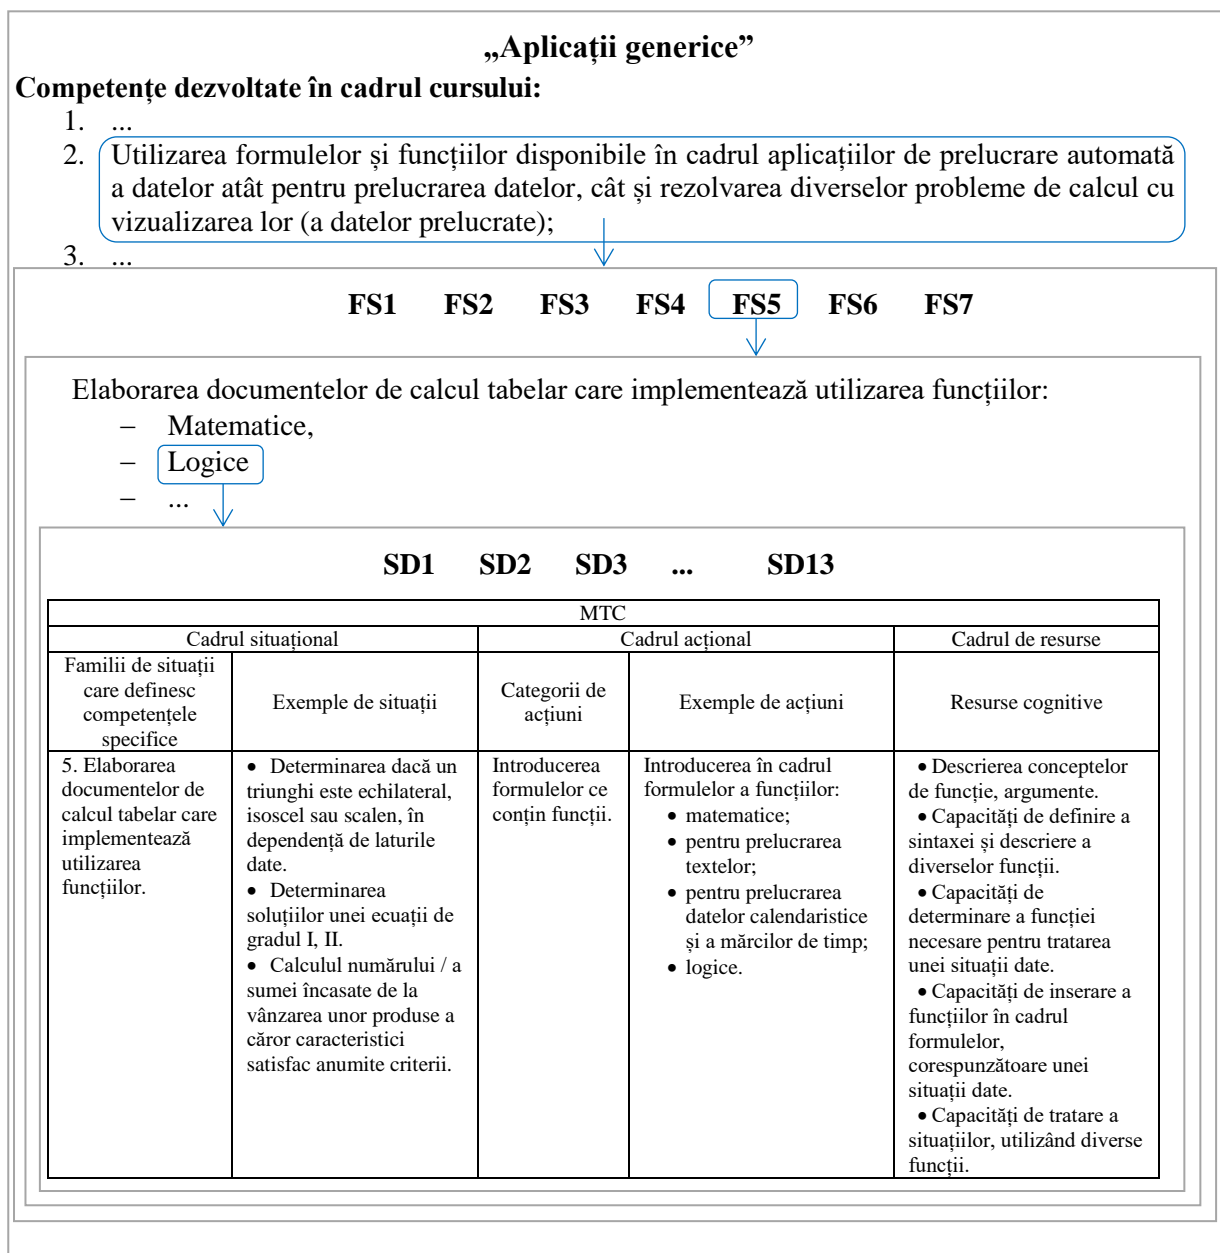 „Aplicații generice”
Competențe dezvoltate în cadrul cursului:
1. ...
2. Utilizarea formulelor și funcțiilor disponibile în cadrul aplicațiilor de prelucrare automată
a datelor atât pentru prelucrarea datelor, cât și rezolvarea diverselor probleme de calcul cu
vizualizarea lor (a datelor prelucrate);
3. ...
FS1 FS2 FS3 FS4 FS5 FS6 FS7
Elaborarea documentelor de calcul tabelar care implementează utilizarea funcțiilor:
– Matematice,
– Logice
– ...
SD1 SD2 SD3 ... SD13
MTC
Cadrul situațional
Cadrul acțional
Cadrul de resurse
Familii de situații
care definesc
competențele
specifice
Exemple de situații
Categorii de
acțiuni
Exemple de acțiuni
Resurse cognitive
5. Elaborarea
documentelor de
calcul tabelar care
implementează
utilizarea
funcțiilor.
• Determinarea dacă un
triunghi este echilateral,
isoscel sau scalen, în
dependență de laturile
date.
• Determinarea
soluțiilor unei ecuații de
gradul I, II.
• Calculul numărului / a
sumei încasate de la
vânzarea unor produse a
căror caracteristici
satisfac anumite criterii.
Introducerea
formulelor ce
conțin funcții.
Introducerea în cadrul
formulelor a funcțiilor:
• matematice;
• pentru prelucrarea
textelor;
• pentru prelucrarea
datelor calendaristice
și a mărcilor de timp;
• logice.
• Descrierea conceptelor
de funcție, argumente.
• Capacități de definire a
sintaxei și descriere a
diverselor funcții.
• Capacități de
determinare a funcției
necesare pentru tratarea
unei situații date.
• Capacități de inserare a
funcțiilor în cadrul
formulelor,
corespunzătoare unei
situații date.
• Capacități de tratare a
situațiilor, utilizând diverse
funcții.